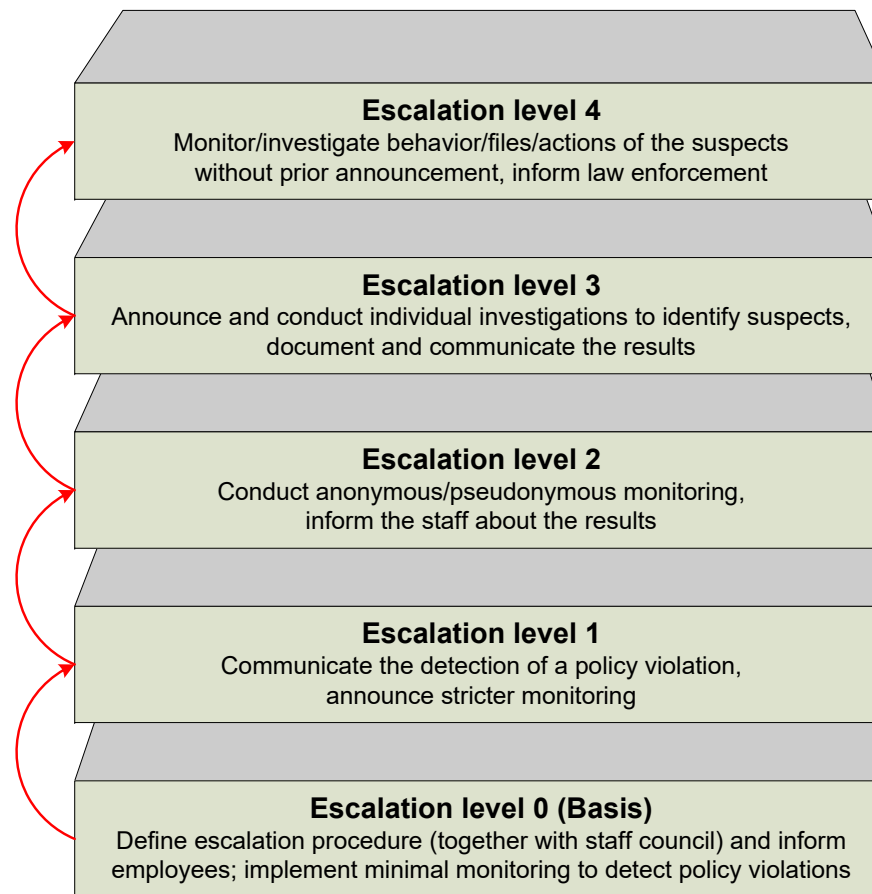 Escalation level 4
Monitor/investigate behavior/files/actions of the suspects
without prior announcement, inform law enforcement
Escalation level 3
Announce and conduct individual investigations to identify suspects,
document and communicate the results
Escalation level 2
Conduct anonymous/pseudonymous monitoring,
inform the staff about the results
Escalation level 1
Communicate the detection of a policy violation,
announce stricter monitoring
Escalation level 0 (Basis)
Define escalation procedure (together with staff council) and inform
employees; implement minimal monitoring to detect policy violations